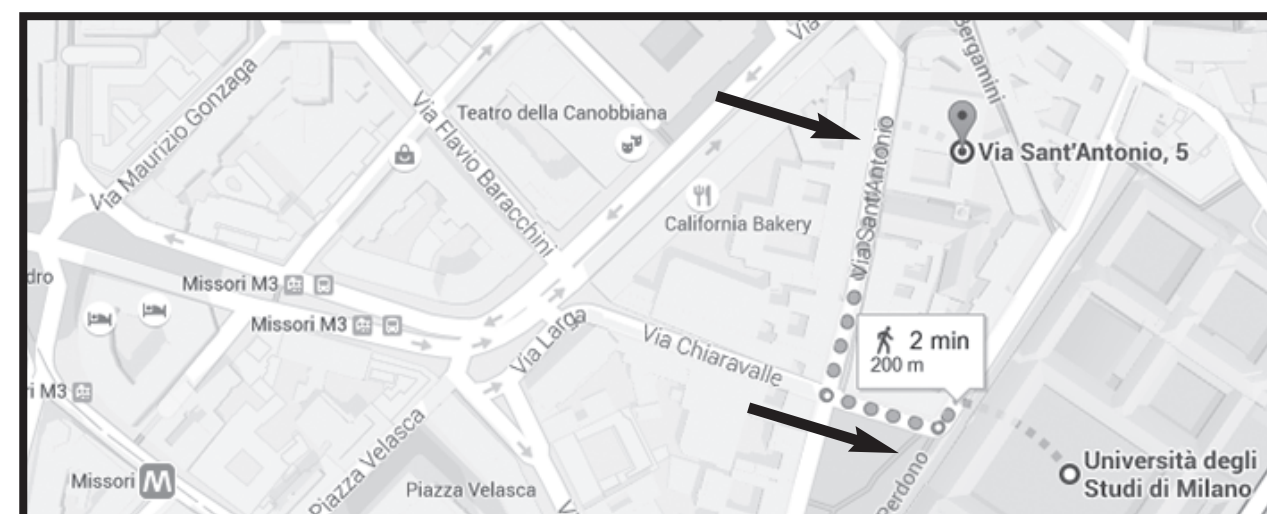 Via
Bergamini
Via Maurizio Gonzaga
Via Flavio Baracchini
Teatro della Canobbiana
Via Sant'Antonio
Via Sant'Antonio, 5
California Bakery
dro
Missori M3
Missori M3
Via Larga
Via Chiaravalle
2 min
200 m
M3
Piazza Velasca
Perdono
Università degli
Studi di Milano
Missori M
Piazza Velasca